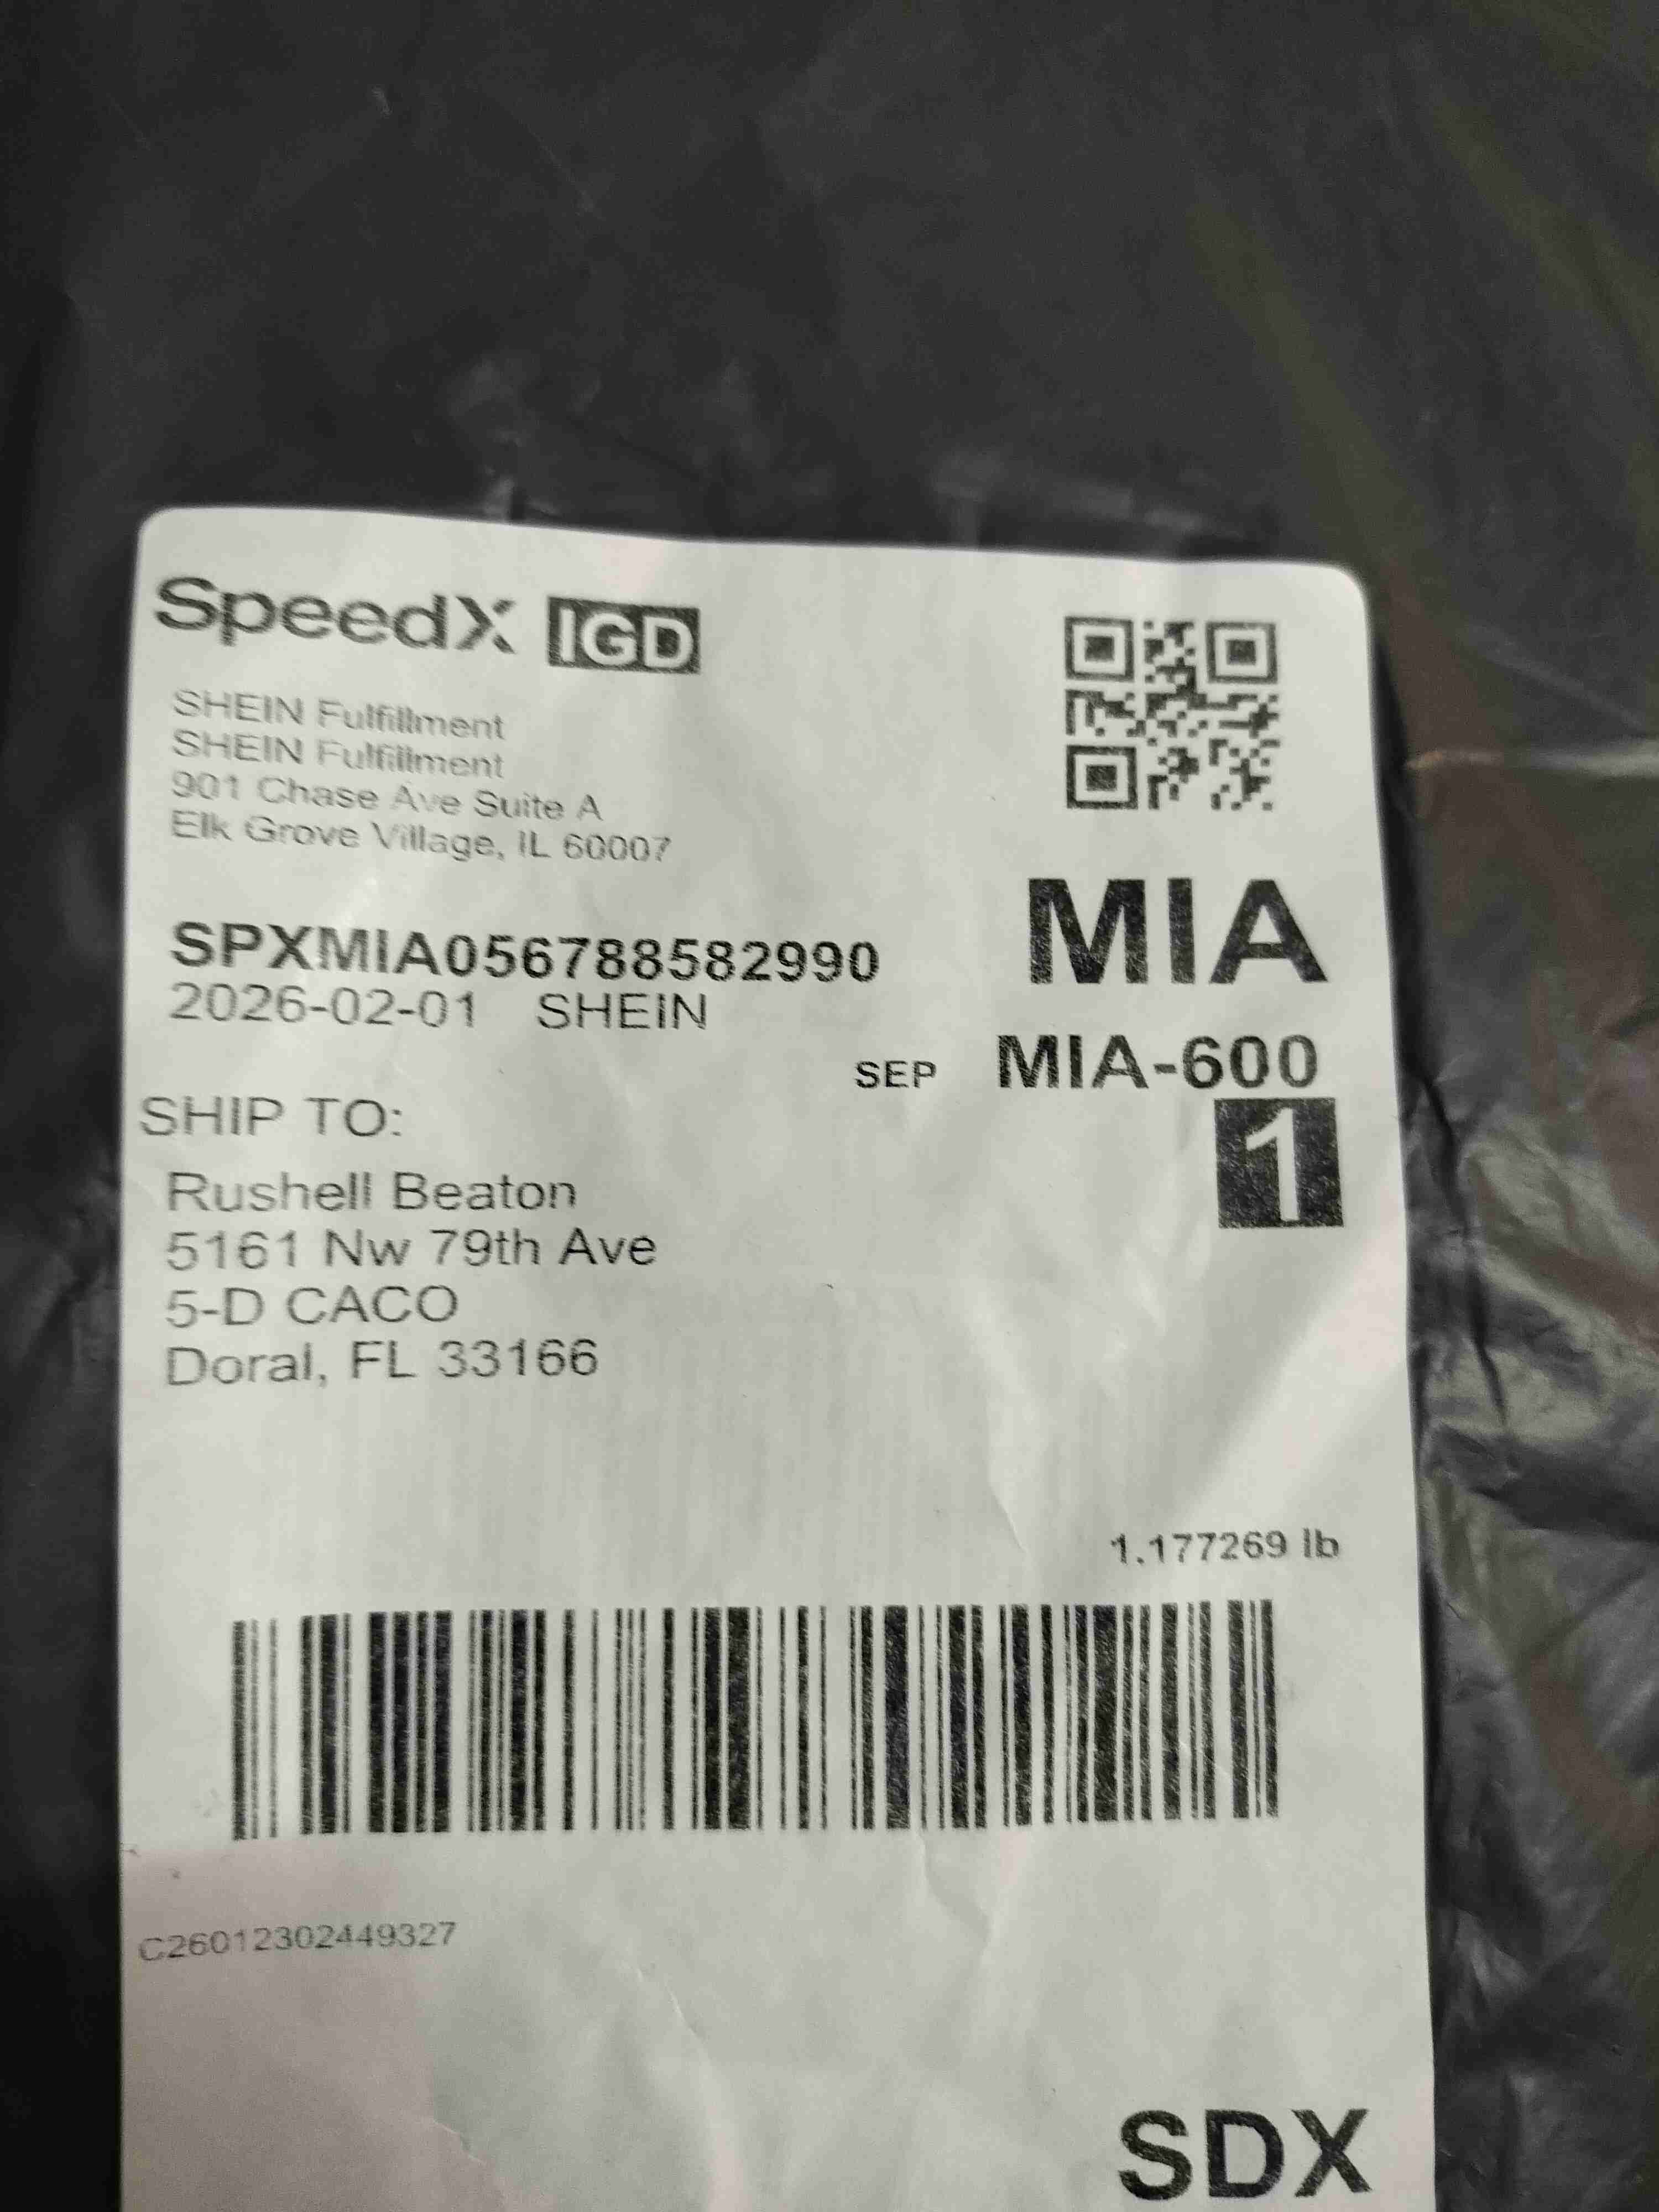 SpeedX IGD
SHEIN Fulfillment
SHEIN Fulfillment
901 Chase Ave Suite A
Elk Grove Village, IL 60007
MIA
SPXMIA056788582990
2026-02-01 SHEIN
SEP MIA-600
1
SHIP TO:
Rushell Beaton
5161 Nw 79th Ave
5-D CACO
Doral, FL 33166
1.177269 lb
C26012302449327
SDX